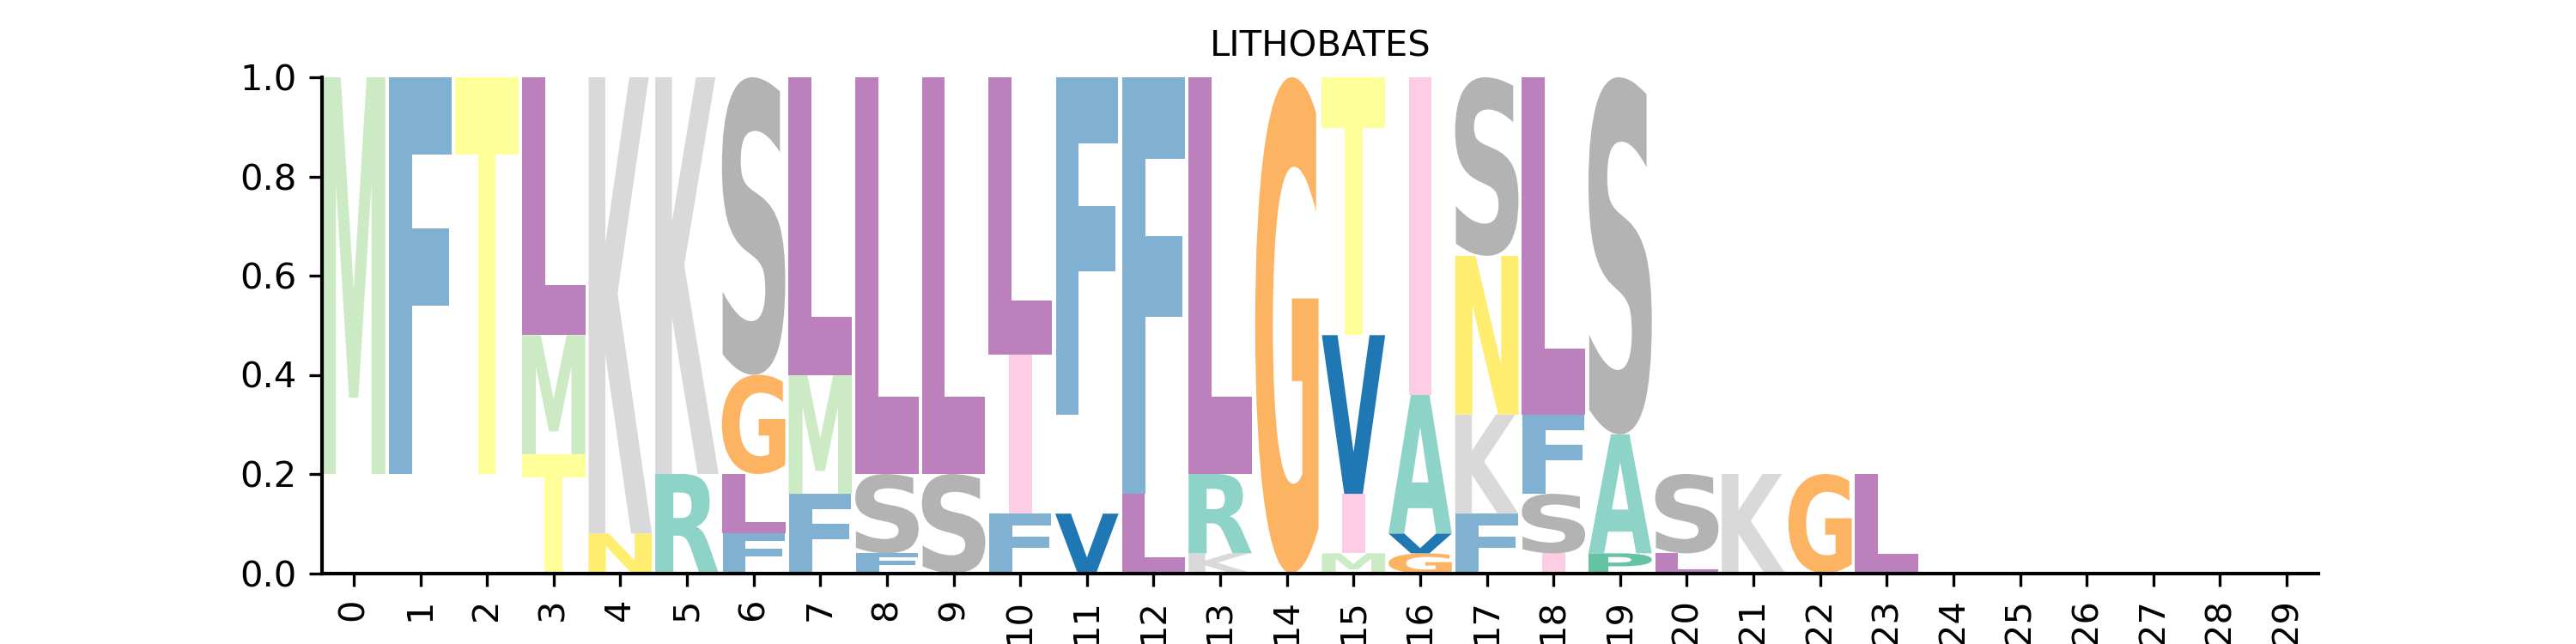 LITHOBATES
1.0
0.8
0.6
0.4
0.2
0.0
M F T L K K S L L L L F F L G T I S L S
M N R G M S S I V L R V A N F A S K G L
T L F F F K I V K S P L
F M G F I
0 1 2 3 4 5 6 7 8 9 10 11 12 13 14 15 16 17 18 19 20 21 22 23 24 25 26 27 28 29